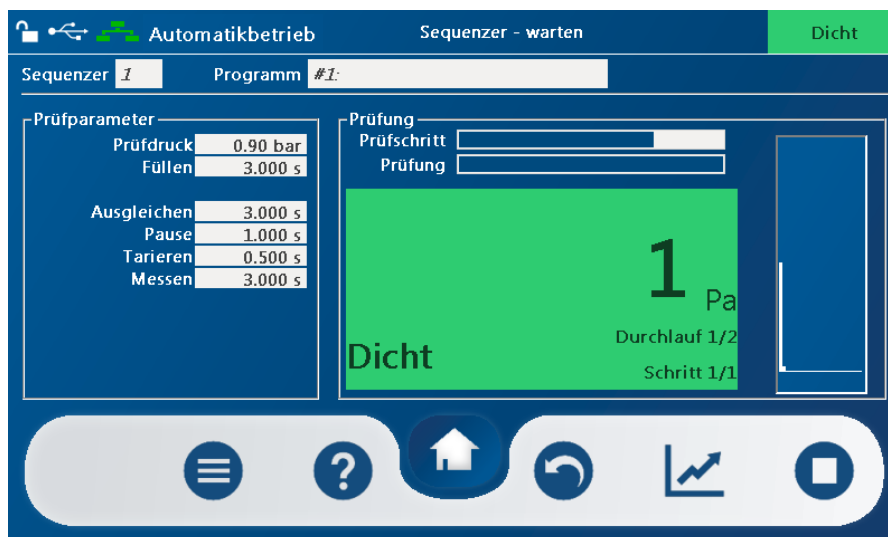 Automatikbetrieb Sequenzer - warten Dicht
Sequenzer 1 Programm #1:
Prüfparameter
Prüfdruck 0.90 bar
Füllen 3.000 s
Ausgleichen 3.000 s
Pause 1.000 s
Tarieren 0.500 s
Messen 3.000 s
Prüfung
Prüfschritt
Prüfung
1 Pa
Durchlauf 1/2
Dicht
Schritt 1/1
?